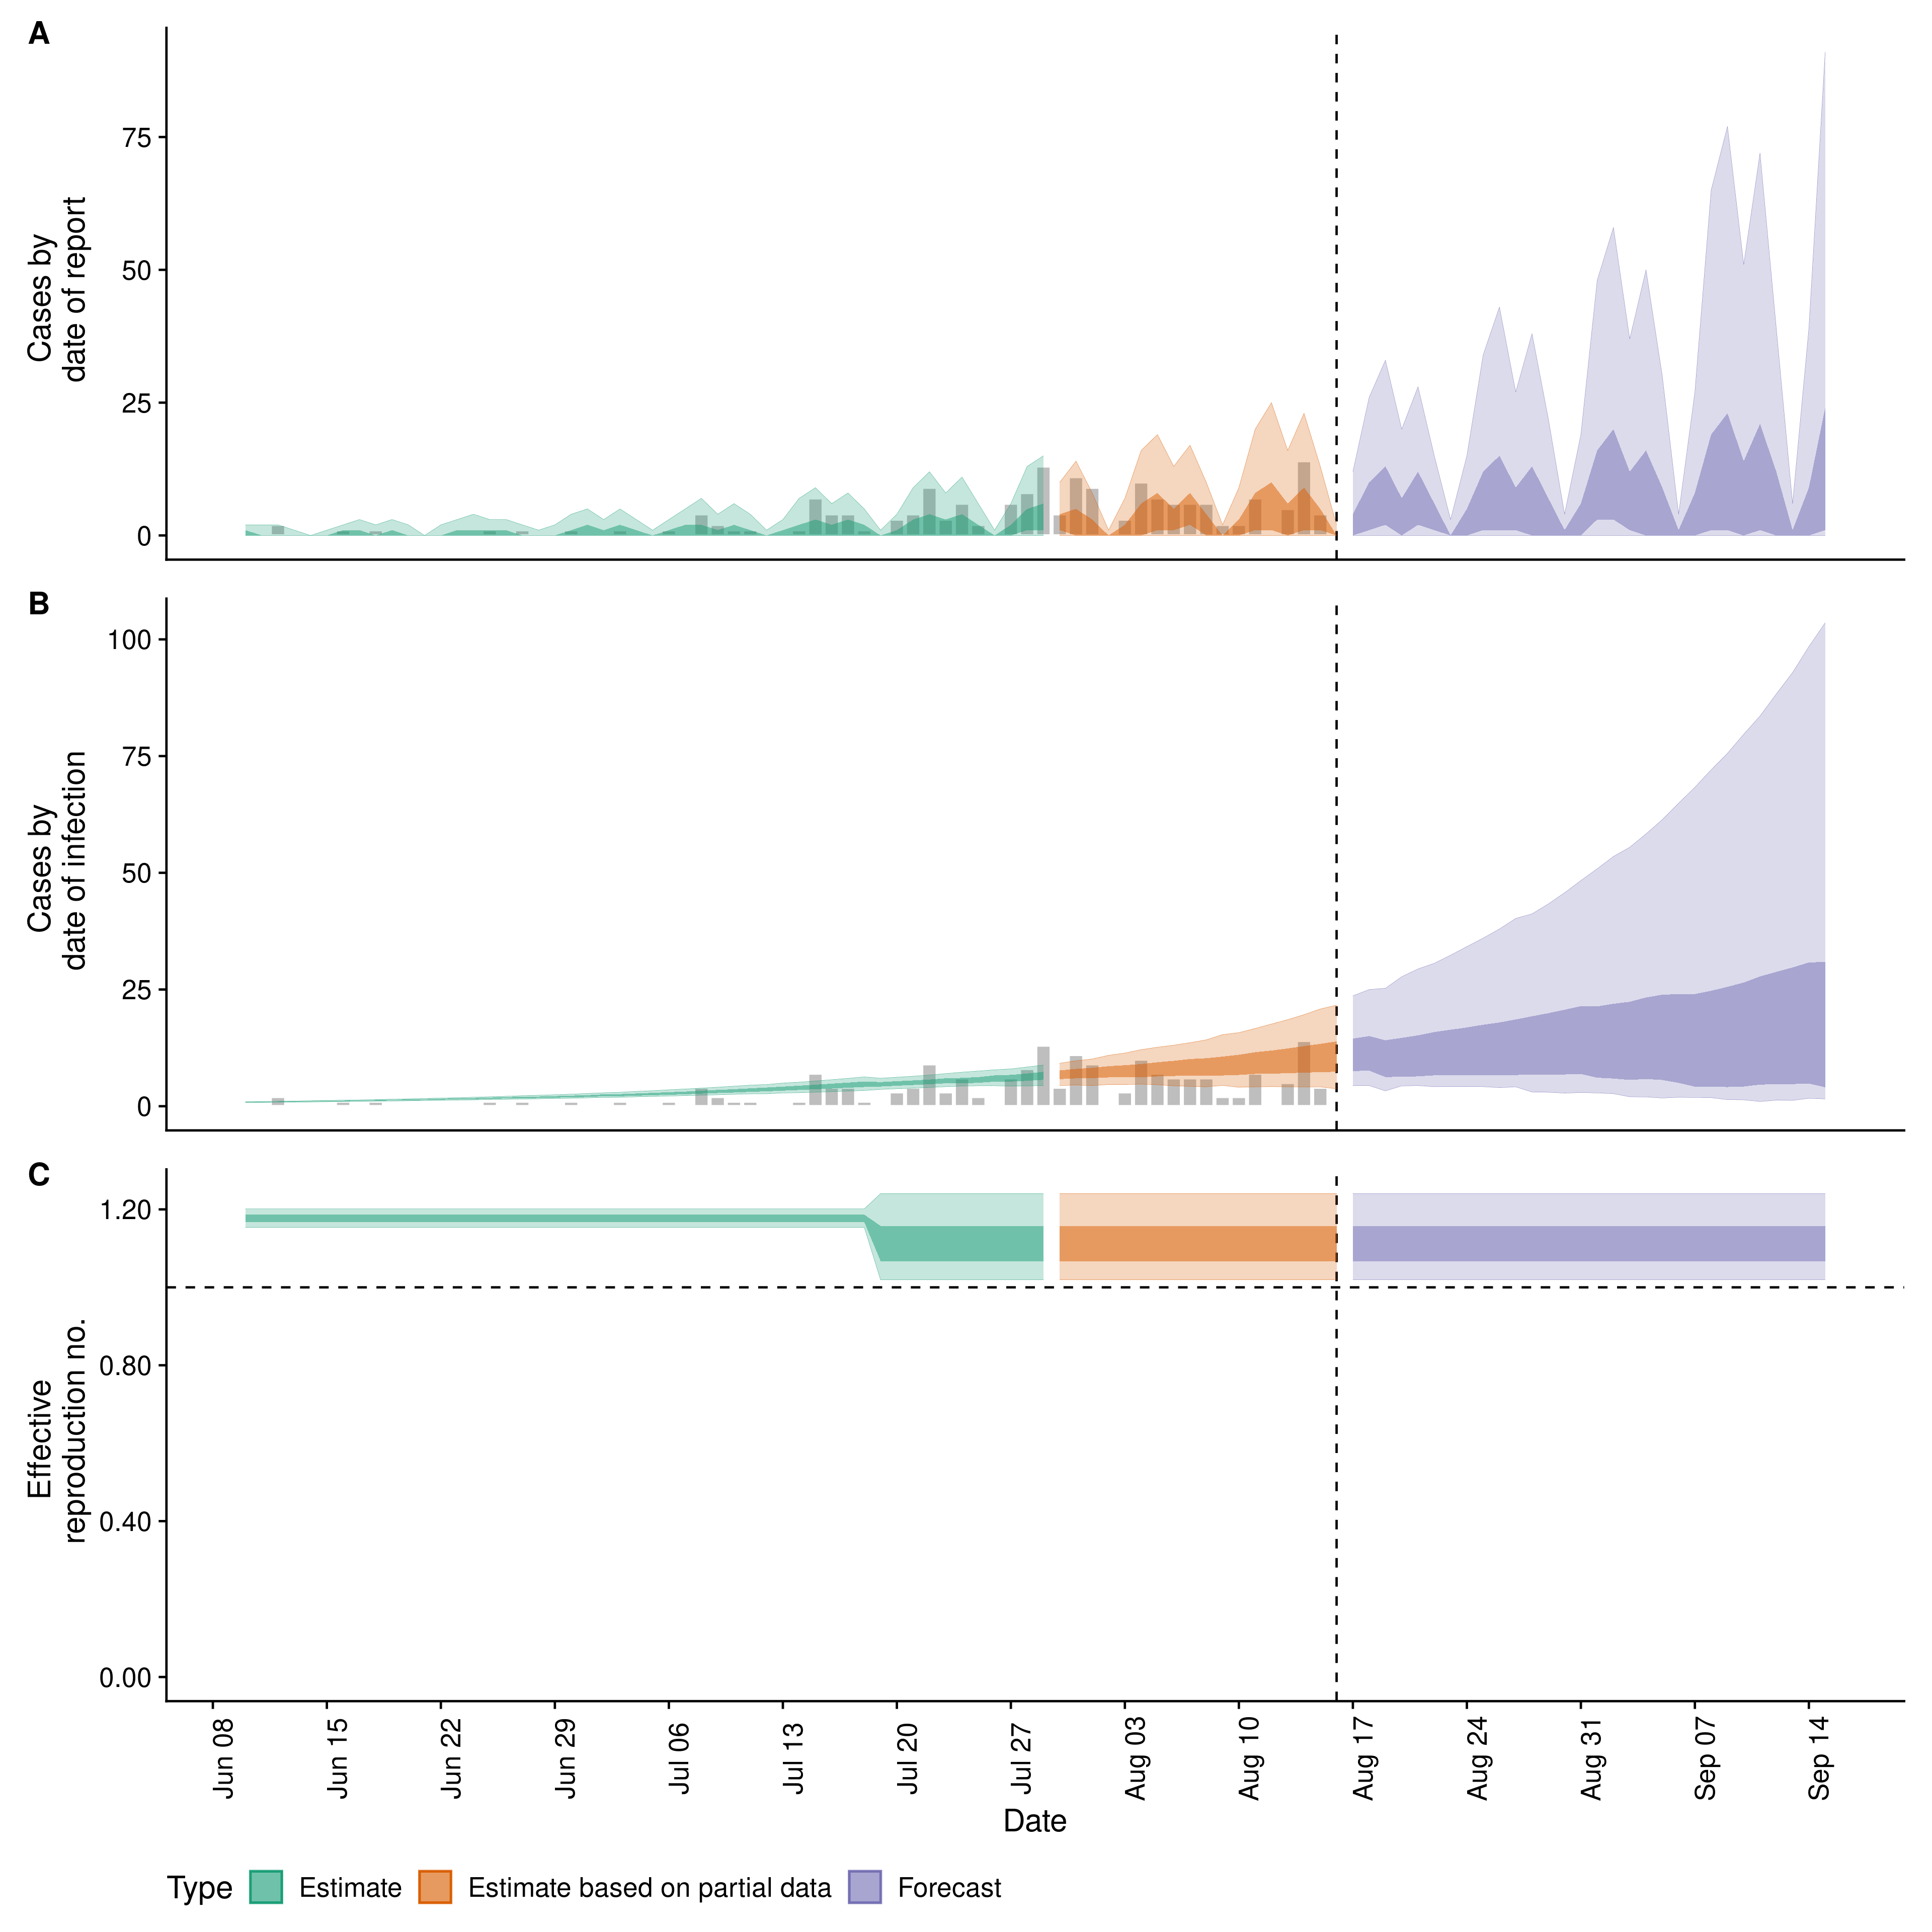 A
Cases by
date of report
75
50
25
0
B
Cases by
date of infection
100
75
50
25
0
C
Effective
reproduction no.
1.20
0.80
0.40
0.00
Jun 08
Jun 15
Jun 22
Jun 29
Jul 06
Jul 13
Jul 20
Jul 27
Aug 03
Aug 10
Aug 17
Aug 24
Aug 31
Sep 07
Sep 14
Date
Type Estimate Estimate based on partial data Forecast